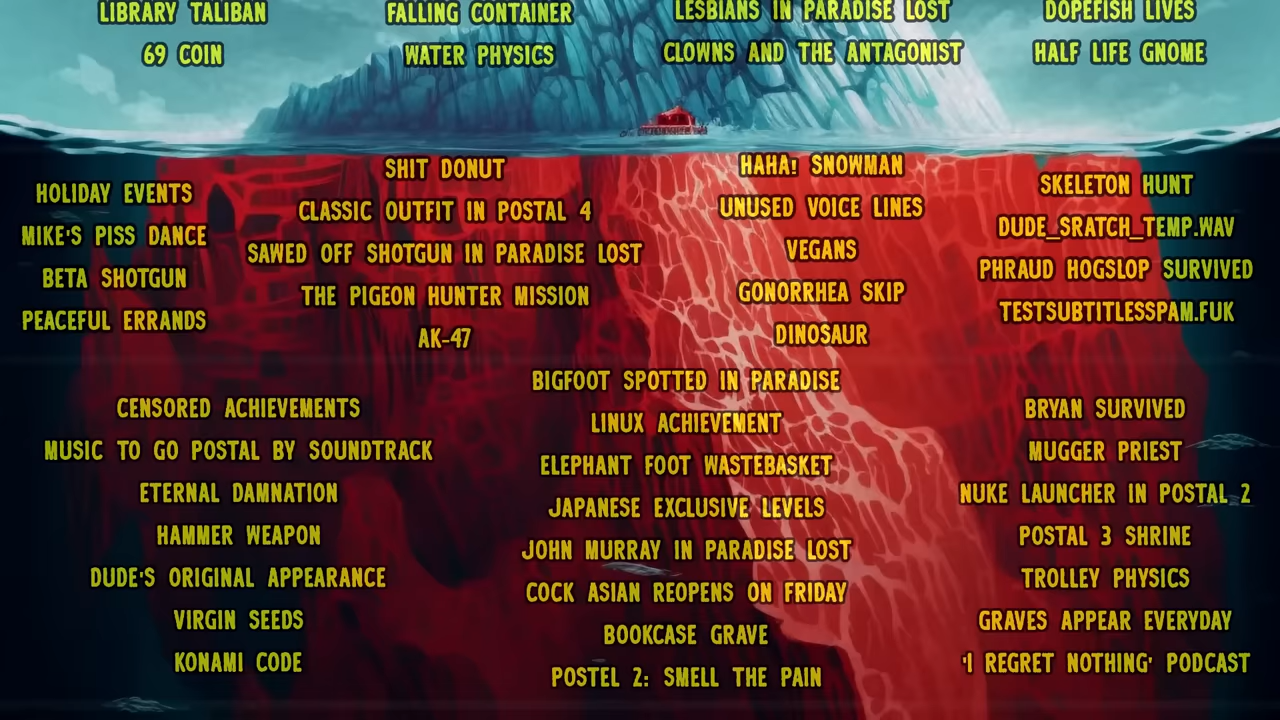 LIBRARY TALIBAN
FALLING CONTAINER
LESBIANS IN PARADISE LOST
DOPEFISH LIVES
69 COIN
WATER PHYSICS
CLOWNS AND THE ANTAGONIST
HALF LIFE GNOME
HOLIDAY EVENTS
MIKE'S PISS DANCE
BETA SHOTGUN
PEACEFUL ERRANDS
SHIT DONUT
CLASSIC OUTFIT IN POSTAL 4
SAWED OFF SHOTGUN IN PARADISE LOST
THE PIGEON HUNTER MISSION
AK-47
HAHA! SNOWMAN
UNUSED VOICE LINES
VEGANS
GONORRHEA SKIP
DINOSAUR
SKELETON HUNT
DUDE_SRATCH_TEMP.WAV
PHRAUD HOGSLOP SURVIVED
TESTSUBTITLESSPAM.FUK
CENSORED ACHIEVEMENTS
MUSIC TO GO POSTAL BY SOUNDTRACK
ETERNAL DAMNATION
HAMMER WEAPON
DUDE'S ORIGINAL APPEARANCE
VIRGIN SEEDS
KONAMI CODE
BIGFOOT SPOTTED IN PARADISE
LINUX ACHIEVEMENT
ELEPHANT FOOT WASTEBASKET
JAPANESE EXCLUSIVE LEVELS
JOHN MURRAY IN PARADISE LOST
COCK ASIAN REOPENS ON FRIDAY
BOOKCASE GRAVE
POSTEL 2: SMELL THE PAIN
BRYAN SURVIVED
MUGGER PRIEST
NUKE LAUNCHER IN POSTAL 2
POSTAL 3 SHRINE
TROLLEY PHYSICS
GRAVES APPEAR EVERYDAY
'I REGRET NOTHING' PODCAST